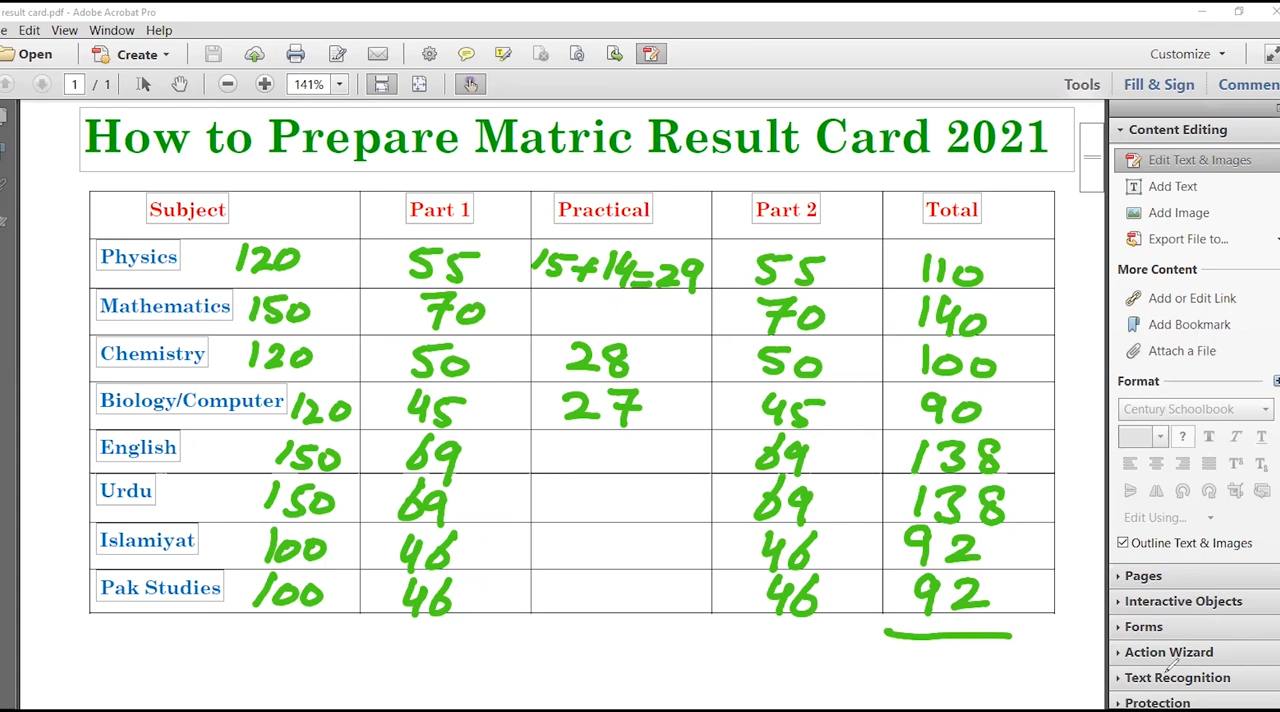 result card.pdf - Adobe Acrobat Pro
Edit View Window Help
Open Create Customize
1 / 1 141% Tools Fill & Sign Commen
How to Prepare Matric Result Card 2021
Subject Part 1 Practical Part 2 Total
Physics 120 55 15+14=29 55 110
Mathematics 150 70 70 140
Chemistry 120 50 28 50 100
Biology/Computer 120 45 27 45 90
English 150 69 69 138
Urdu 150 69 69 138
Islamiyat 100 46 46 92
Pak Studies 100 46 46 92
Content Editing
Edit Text & Images
Add Text
Add Image
Export File to...
More Content
Add or Edit Link
Add Bookmark
Attach a File
Format
Century Schoolbook
? T T T
T T
Edit Using...
Outline Text & Images
Pages
Interactive Objects
Forms
Action Wizard
Text Recognition
Protection